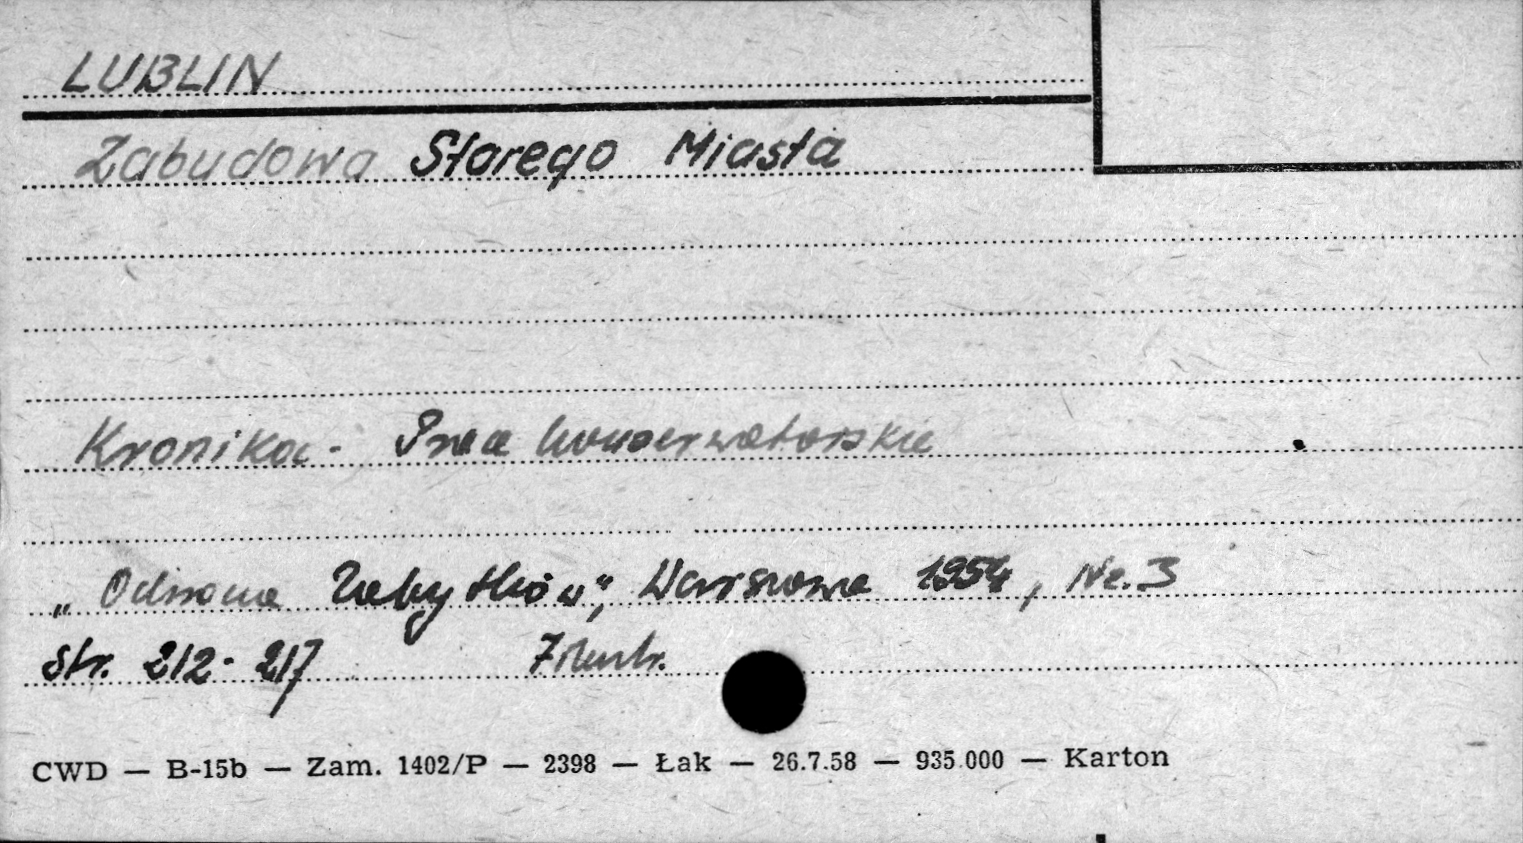 LUBLIN
Zabudowa Starego Miasta
Kronika - Prace konserwatorskie
„Ochrona Zabytków", Warszawa 1954, Nr. 3
str. 212-217 Ilustr.
CWD — B-15b — Zam. 1402/P — 2398 — Łak — 26.7.58 — 935.000 — Karton